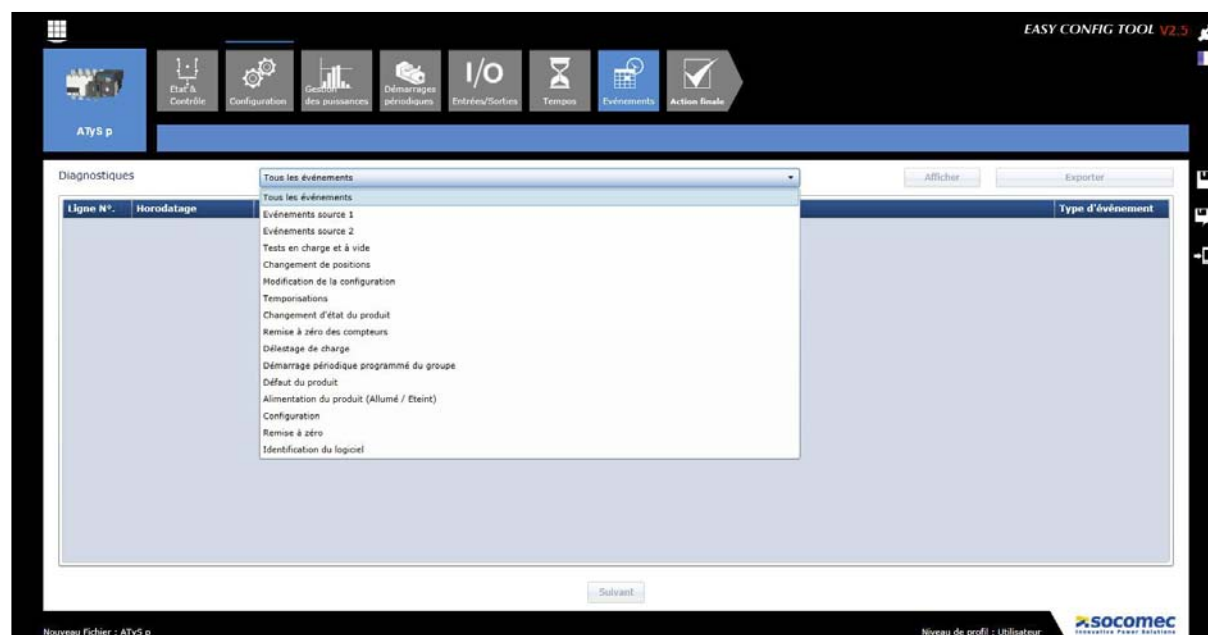 EASY CONFIG TOOL V2.5
ATyS p
Etat &
Contrôle
Configuration
Gestion
des puissances
Démarrages
périodiques
I/O
Entrées/Sorties
Tempos
Evénements
Action finale
Diagnostiques
Tous les événements
Afficher
Exporter
Ligne N°.
Horodatage
Type d'événement
Tous les événements
Evénements source 1
Evénements source 2
Tests en charge et à vide
Changement de positions
Modification de la configuration
Temporisations
Changement d'état du produit
Remise à zéro des compteurs
Délestage de charge
Démarrage périodique programmé du groupe
Défaut du produit
Alimentation du produit (Allumé / Eteint)
Configuration
Remise à zéro
Identification du logiciel
Suivant
Nouveau Fichier : ATyS p
Niveau de profil : Utilisateur
socomec
Innovative Power Solutions